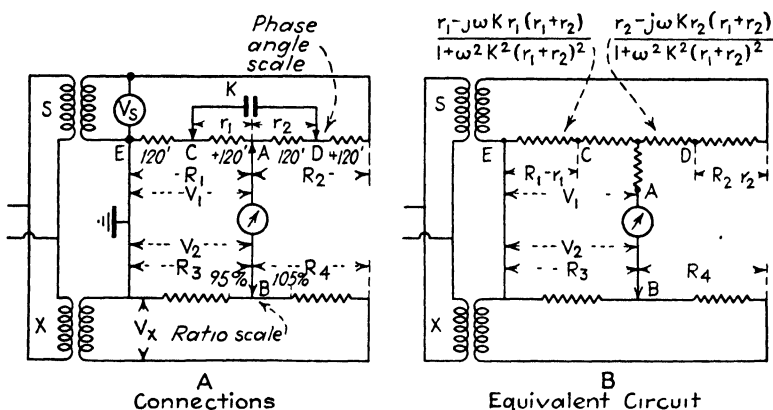 Phase
angle
scale
S
V_S
K
r₁ r₂
E C A D
120' +120' 120' +120'
R₁ R₂
V₁
V₂
R₃ R₄
95% 105%
B
X
V_X
Ratio scale
A
Connections
r₁-jωKr₁(r₁+r₂)
1+ω²K²(r₁+r₂)²
r₂-jωKr₂(r₁+r₂)
1+ω²K²(r₁+r₂)²
S
E C D
R₁-r₁ R₂-r₂
V₁ A
V₂
R₃ R₄
B
X
B
Equivalent Circuit